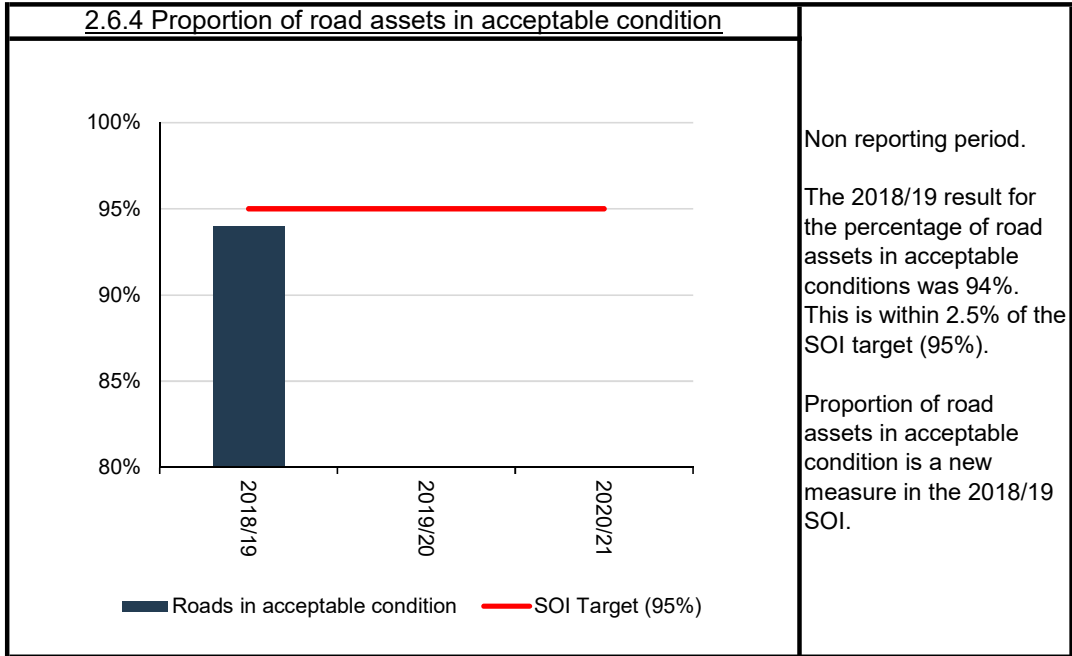 2.6.4 Proportion of road assets in acceptable condition
100%
95%
90%
85%
80%
2018/19
2019/20
2020/21
Roads in acceptable condition
SOI Target (95%)
Non reporting period.
The 2018/19 result for
the percentage of road
assets in acceptable
conditions was 94%.
This is within 2.5% of the
SOI target (95%).
Proportion of road
assets in acceptable
condition is a new
measure in the 2018/19
SOI.